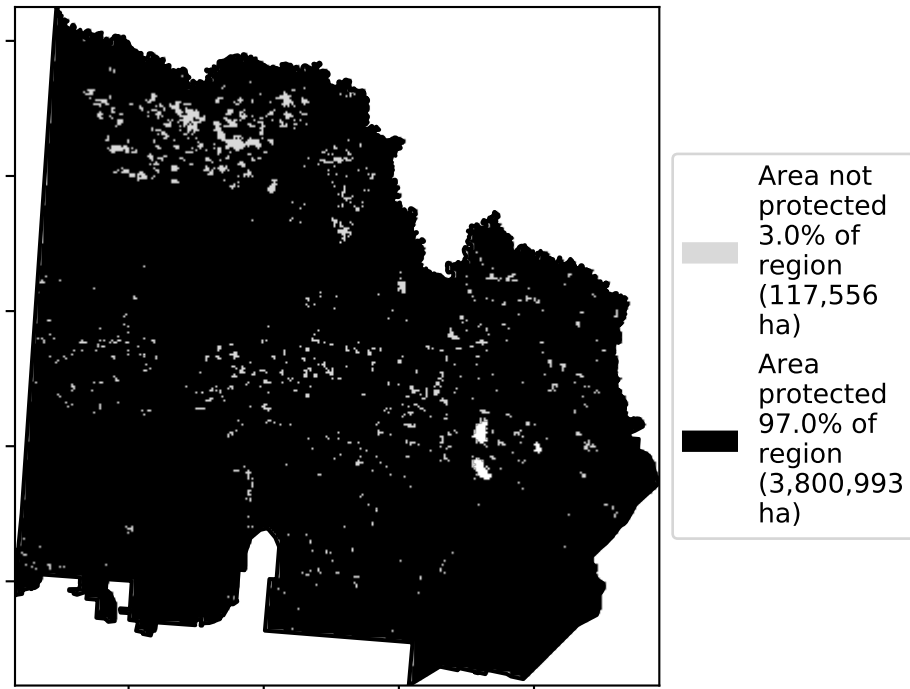 Area not
protected
3.0% of
region
(117,556
ha)
Area
protected
97.0% of
region
(3,800,993
ha)